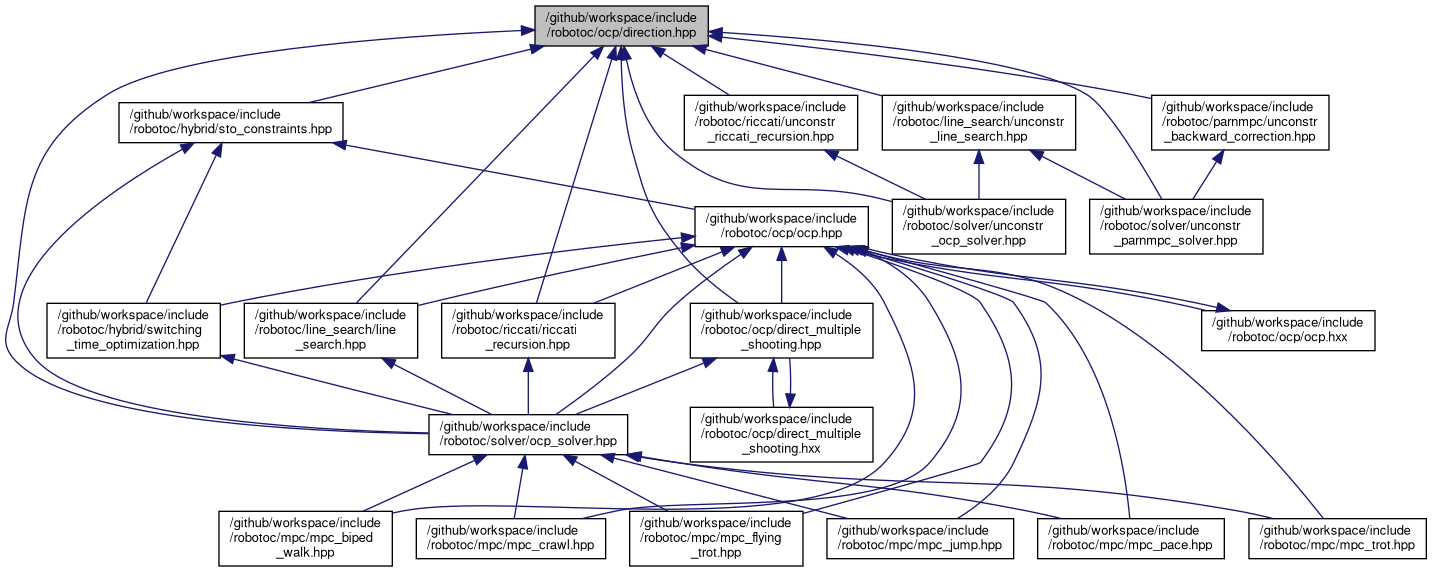 /github/workspace/include
/robotoc/ocp/direction.hpp
/github/workspace/include
/robotoc/hybrid/sto_constraints.hpp
/github/workspace/include
/robotoc/riccati/unconstr
_riccati_recursion.hpp
/github/workspace/include
/robotoc/line_search/unconstr
_line_search.hpp
/github/workspace/include
/robotoc/parnmpc/unconstr
_backward_correction.hpp
/github/workspace/include
/robotoc/ocp/ocp.hpp
/github/workspace/include
/robotoc/solver/unconstr
_ocp_solver.hpp
/github/workspace/include
/robotoc/solver/unconstr
_parnmpc_solver.hpp
/github/workspace/include
/robotoc/hybrid/switching
_time_optimization.hpp
/github/workspace/include
/robotoc/line_search/line
_search.hpp
/github/workspace/include
/robotoc/riccati/riccati
_recursion.hpp
/github/workspace/include
/robotoc/ocp/direct_multiple
_shooting.hpp
/github/workspace/include
/robotoc/ocp/ocp.hxx
/github/workspace/include
/robotoc/solver/ocp_solver.hpp
/github/workspace/include
/robotoc/ocp/direct_multiple
_shooting.hxx
/github/workspace/include
/robotoc/mpc/mpc_biped
_walk.hpp
/github/workspace/include
/robotoc/mpc/mpc_crawl.hpp
/github/workspace/include
/robotoc/mpc/mpc_flying
_trot.hpp
/github/workspace/include
/robotoc/mpc/mpc_jump.hpp
/github/workspace/include
/robotoc/mpc/mpc_pace.hpp
/github/workspace/include
/robotoc/mpc/mpc_trot.hpp